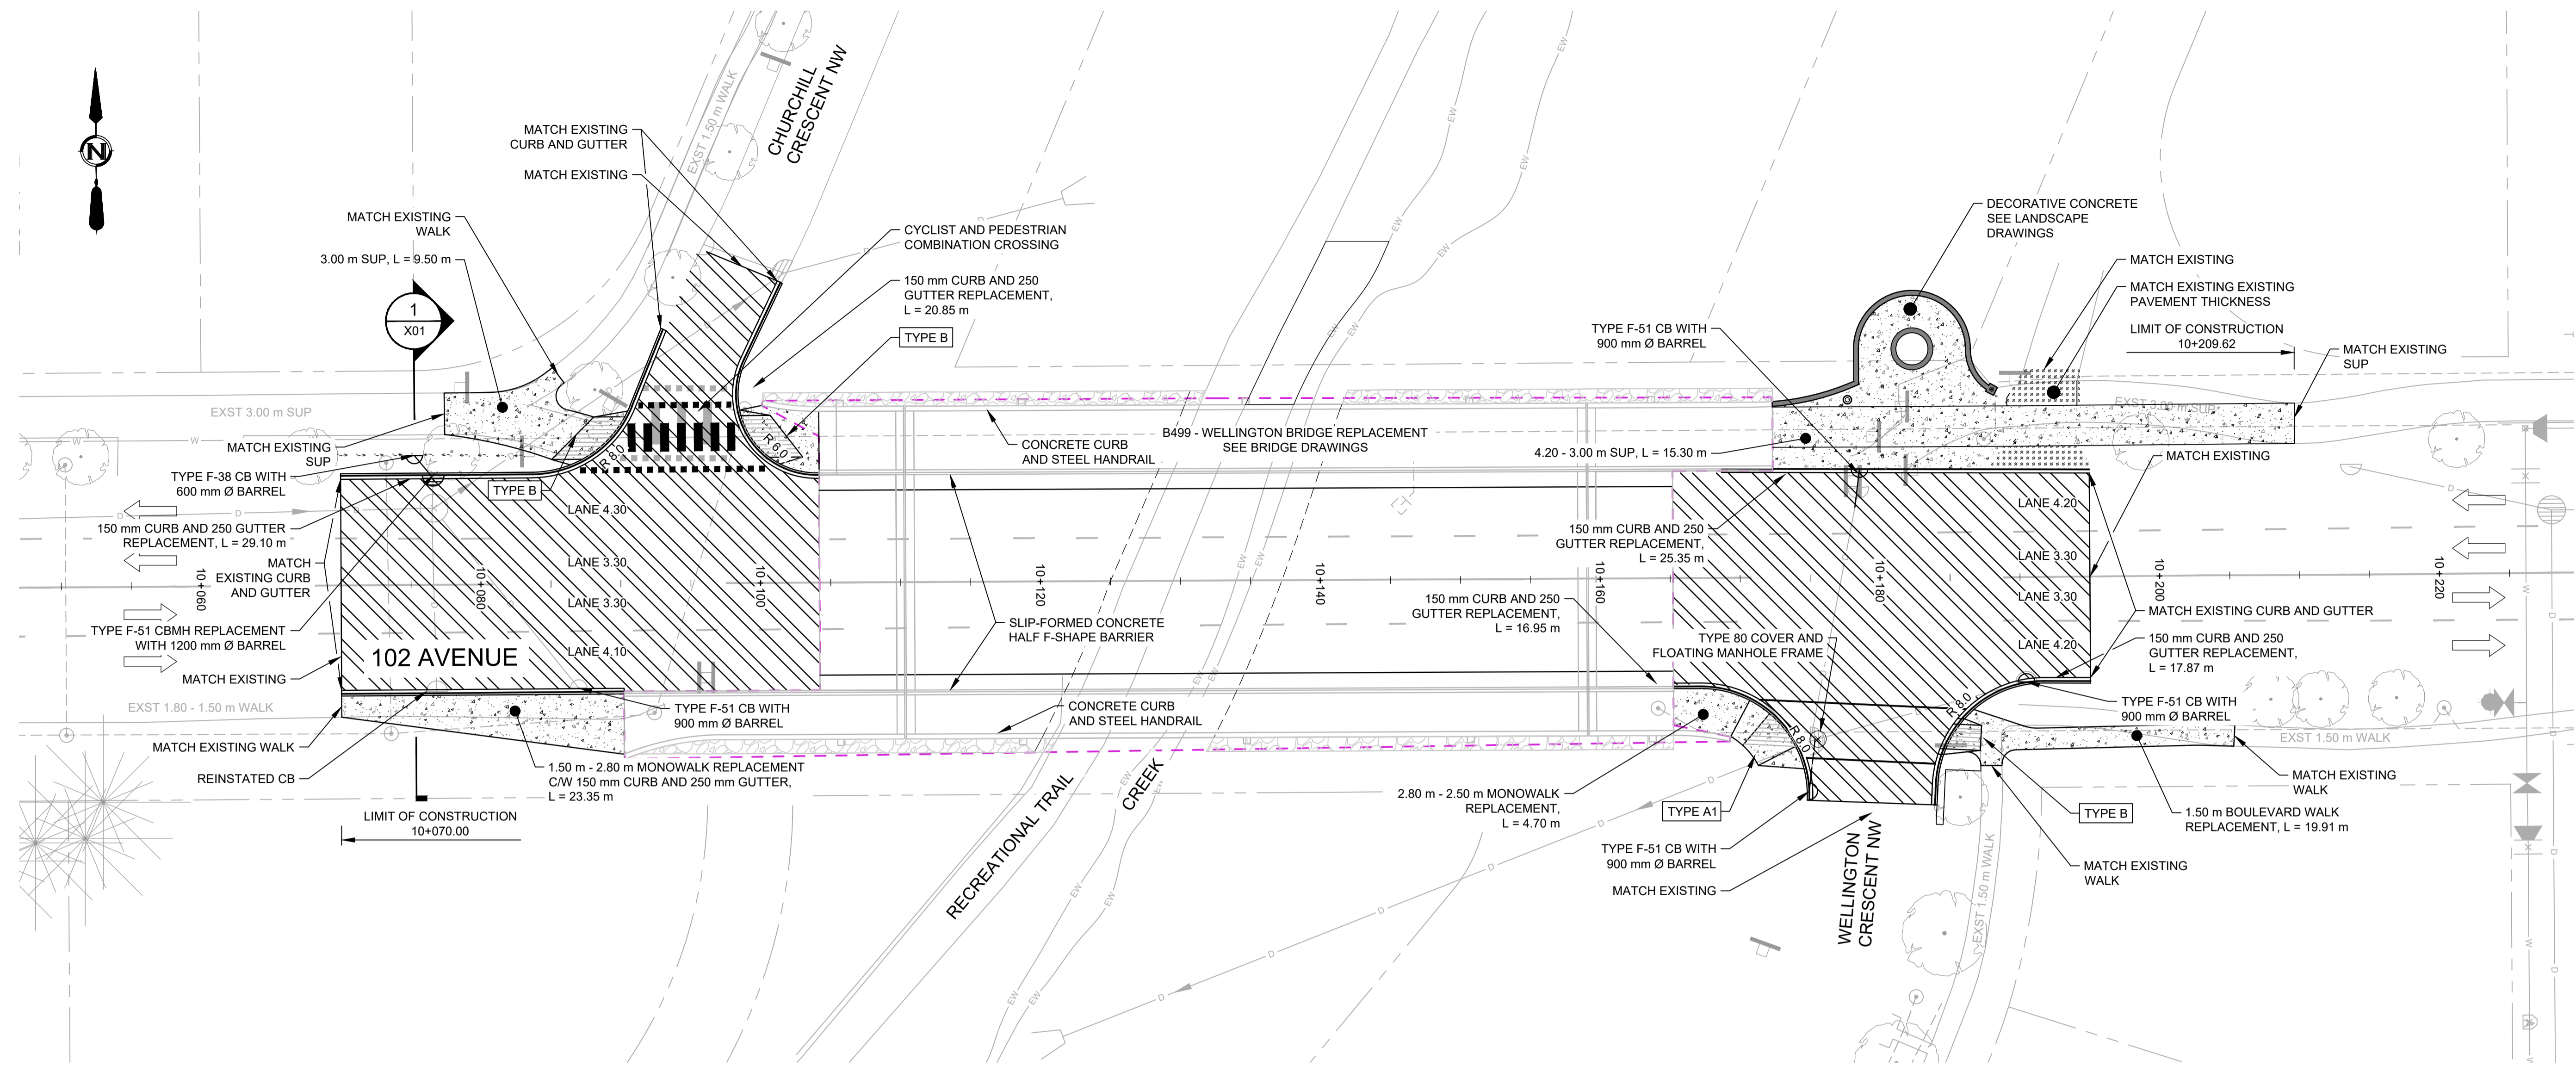 N
EXST 1.50 m WALK
CHURCHILL
CRESCENT NW
MATCH EXISTING
CURB AND GUTTER
MATCH EXISTING
MATCH EXISTING
WALK
3.00 m SUP, L = 9.50 m
1
X01
CYCLIST AND PEDESTRIAN
COMBINATION CROSSING
150 mm CURB AND 250
GUTTER REPLACEMENT,
L = 20.85 m
TYPE B
EXST 3.00 m SUP
MATCH EXISTING
SUP
TYPE F-38 CB WITH
600 mm Ø BARREL
TYPE B
R 8.0
R 6.0
150 mm CURB AND 250 GUTTER
REPLACEMENT, L = 29.10 m
MATCH
EXISTING CURB
AND GUTTER
TYPE F-51 CBMH REPLACEMENT
WITH 1200 mm Ø BARREL
MATCH EXISTING
EXST 1.80 - 1.50 m WALK
MATCH EXISTING WALK
REINSTATED CB
LIMIT OF CONSTRUCTION
10+070.00
102 AVENUE
LANE 4.30
LANE 3.30
LANE 3.30
LANE 4.10
10+060
10+080
10+100
10+120
10+140
10+160
10+180
10+200
10+220
TYPE F-51 CB WITH
900 mm Ø BARREL
1.50 m - 2.80 m MONOWALK REPLACEMENT
C/W 150 mm CURB AND 250 mm GUTTER,
L = 23.35 m
CONCRETE CURB
AND STEEL HANDRAIL
B499 - WELLINGTON BRIDGE REPLACEMENT
SEE BRIDGE DRAWINGS
SLIP-FORMED CONCRETE
HALF F-SHAPE BARRIER
CONCRETE CURB
AND STEEL HANDRAIL
RECREATIONAL TRAIL
CREEK
DECORATIVE CONCRETE
SEE LANDSCAPE
DRAWINGS
MATCH EXISTING
MATCH EXISTING EXISTING
PAVEMENT THICKNESS
LIMIT OF CONSTRUCTION
10+209.62
MATCH EXISTING
SUP
TYPE F-51 CB WITH
900 mm Ø BARREL
EXST 3.00 m SUP
4.20 - 3.00 m SUP, L = 15.30 m
MATCH EXISTING
150 mm CURB AND 250
GUTTER REPLACEMENT,
L = 25.35 m
LANE 4.20
LANE 3.30
LANE 3.30
LANE 4.20
150 mm CURB AND 250
GUTTER REPLACEMENT,
L = 16.95 m
TYPE 80 COVER AND
FLOATING MANHOLE FRAME
MATCH EXISTING CURB AND GUTTER
150 mm CURB AND 250
GUTTER REPLACEMENT,
L = 17.87 m
TYPE F-51 CB WITH
900 mm Ø BARREL
EXST 1.50 m WALK
R 8.0
R 8.0
MATCH EXISTING
WALK
2.80 m - 2.50 m MONOWALK
REPLACEMENT,
L = 4.70 m
TYPE A1
TYPE B
1.50 m BOULEVARD WALK
REPLACEMENT, L = 19.91 m
TYPE F-51 CB WITH
900 mm Ø BARREL
MATCH EXISTING
MATCH EXISTING
WALK
WELLINGTON
CRESCENT NW
EXST 1.50 m WALK
W
W
D
D
D
D
D
D
D
D
D
D
EW
EW
EW
EW
EW
EW
EW
EW
EW
EW
W
W
D
D